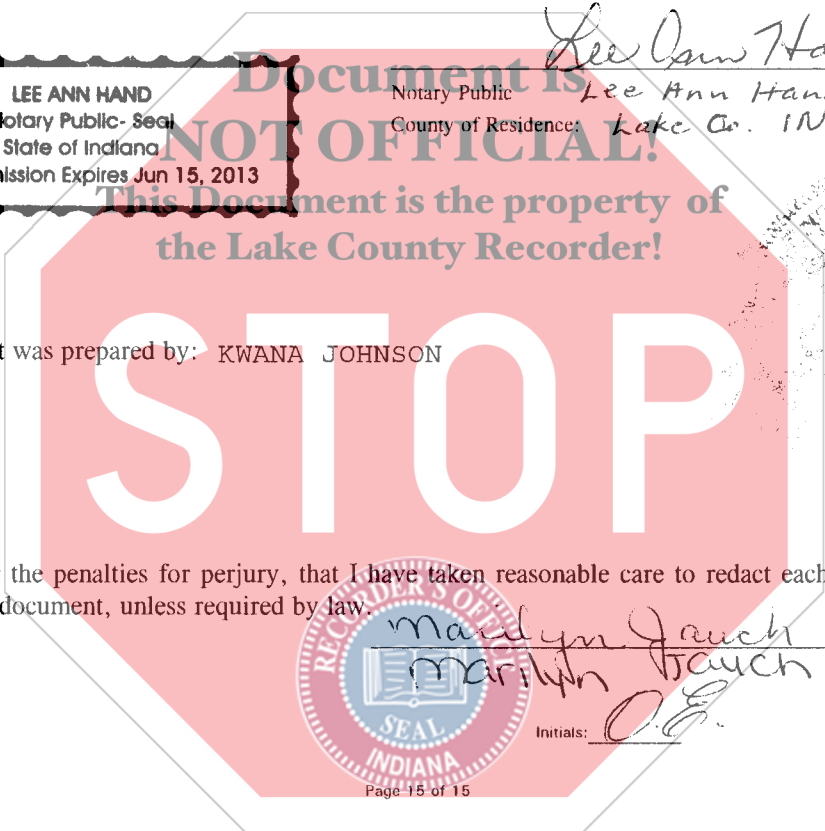 Document is
NOT OFFICIAL!
This Document is the property of
the Lake County Recorder!
STOP
LEE ANN HAND
otary Public- Seal
State of Indiana
ission Expires Jun 15, 2013
Lee Ann Ha
Notary Public Lee Ann Han
County of Residence: Lake Co. IN
t was prepared by: KWANA JOHNSON
the penalties for perjury, that I have taken reasonable care to redact each
document, unless required by law.
Marilyn Jauch
Marilyn Jauch
RECORDER'S OFFICE
SEAL
INDIANA
Initials: O.E.
Page 15 of 15